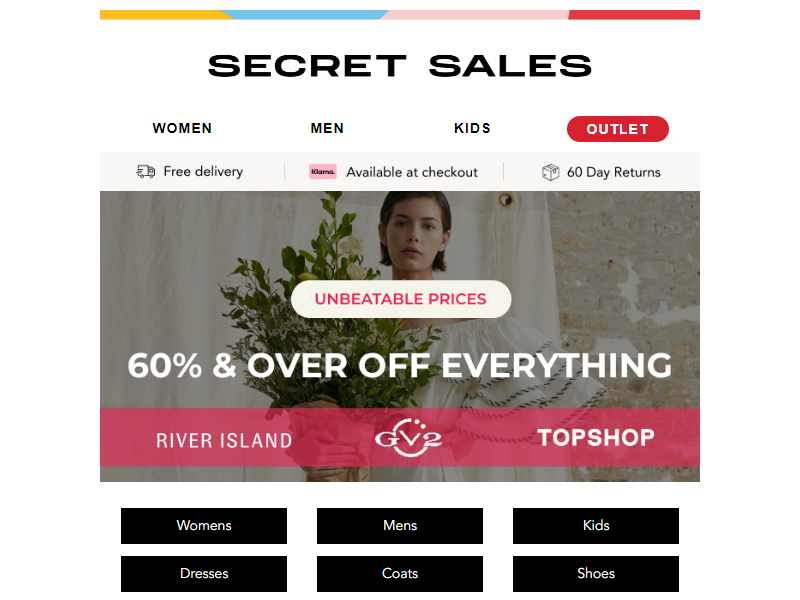 SECRET SALES
WOMEN MEN KIDS OUTLET
Free delivery Klarna. Available at checkout 60 Day Returns
UNBEATABLE PRICES
60% & OVER OFF EVERYTHING
RIVER ISLAND GV2 TOPSHOP
Womens Mens Kids
Dresses Coats Shoes